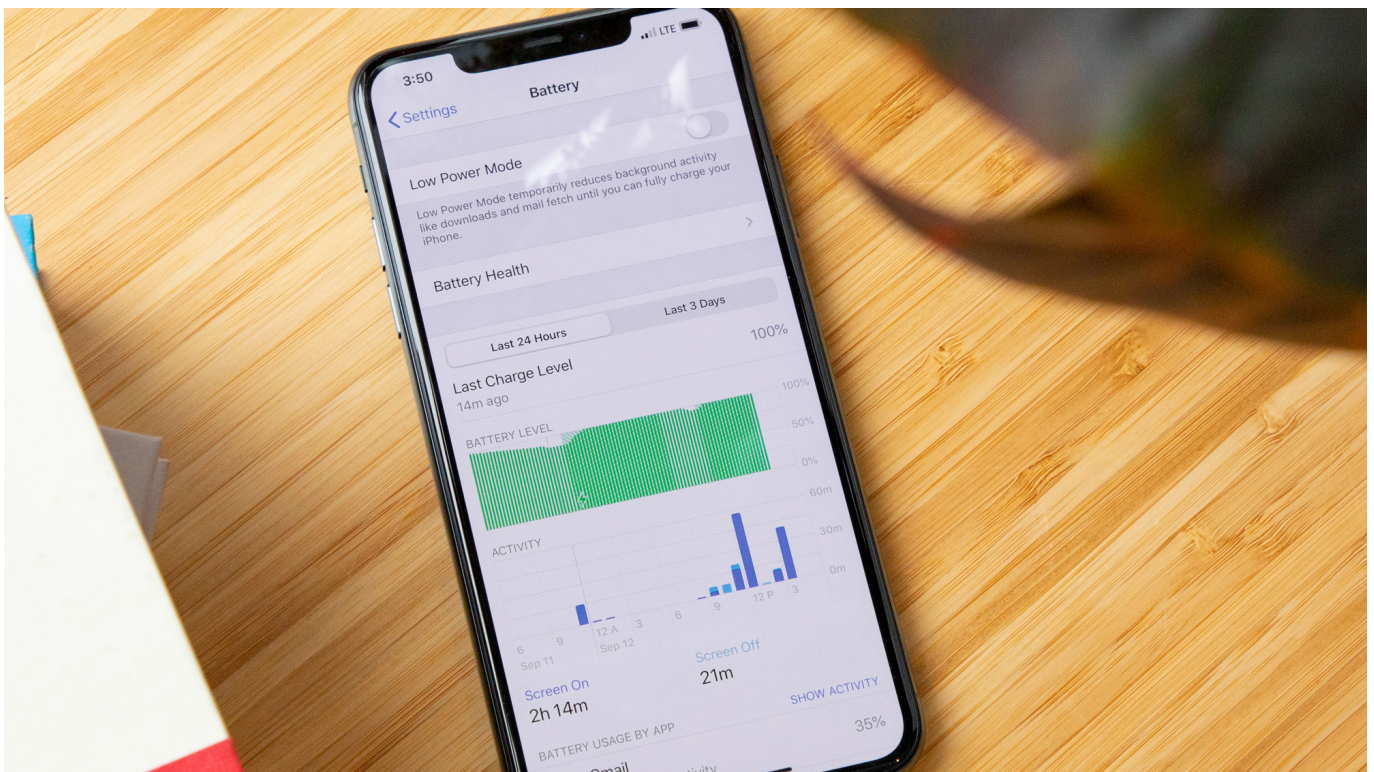 3:50
LTE
Settings
Battery
Low Power Mode
Low Power Mode temporarily reduces background activity
like downloads and mail fetch until you can fully charge your
iPhone.
Battery Health
Last 24 Hours
Last 3 Days
Last Charge Level
100%
14m ago
BATTERY LEVEL
100%
50%
0%
ACTIVITY
60m
30m
0m
6 9 12 A 3 6 9 12 P 3
Sep 11 Sep 12
Screen On
Screen Off
2h 14m
21m
SHOW ACTIVITY
BATTERY USAGE BY APP
35%